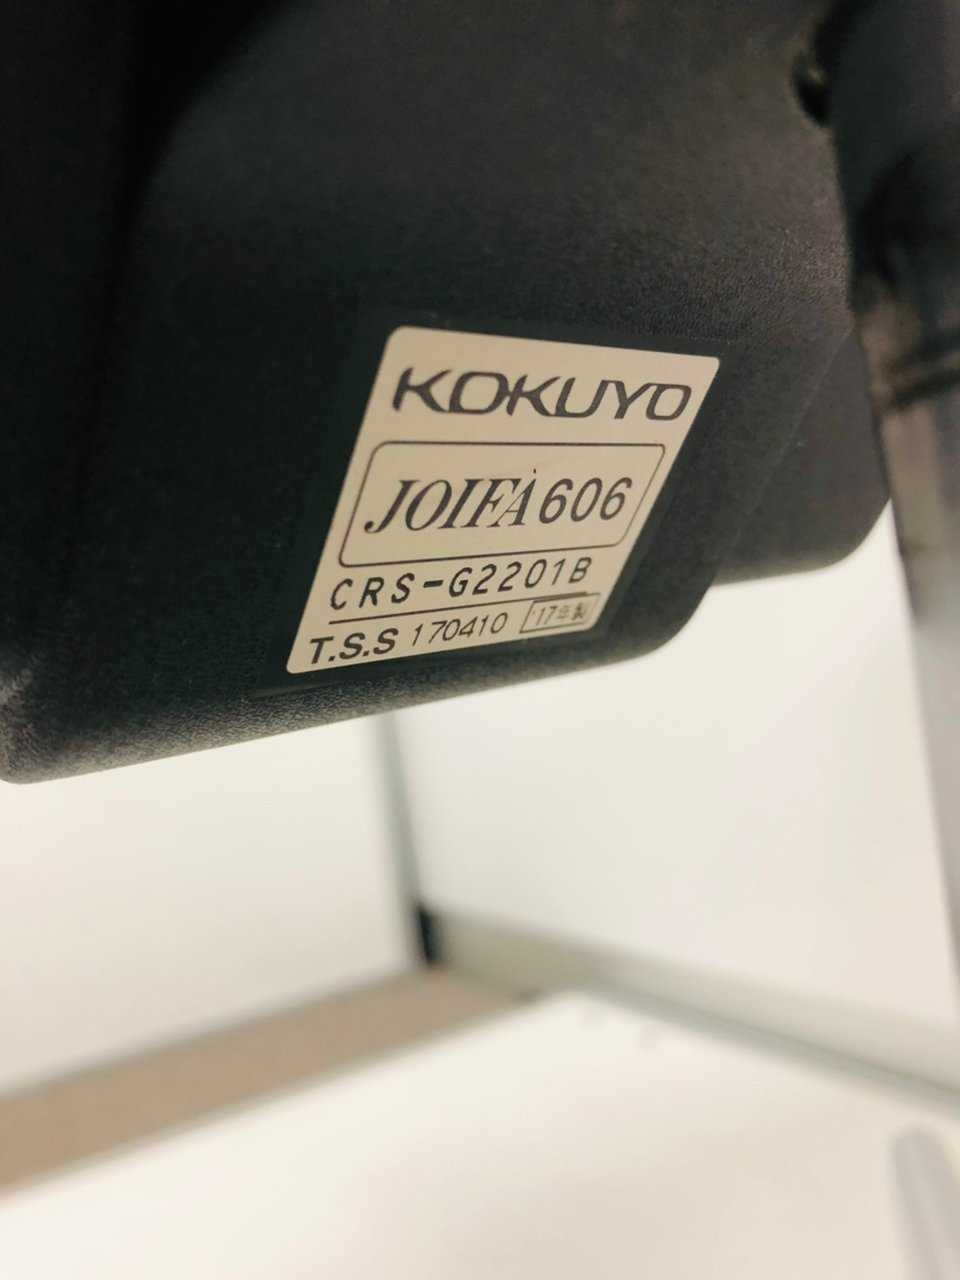 KOKUYO
JOIFA606
CRS-G2201B
T.S.S 170410 '17年製